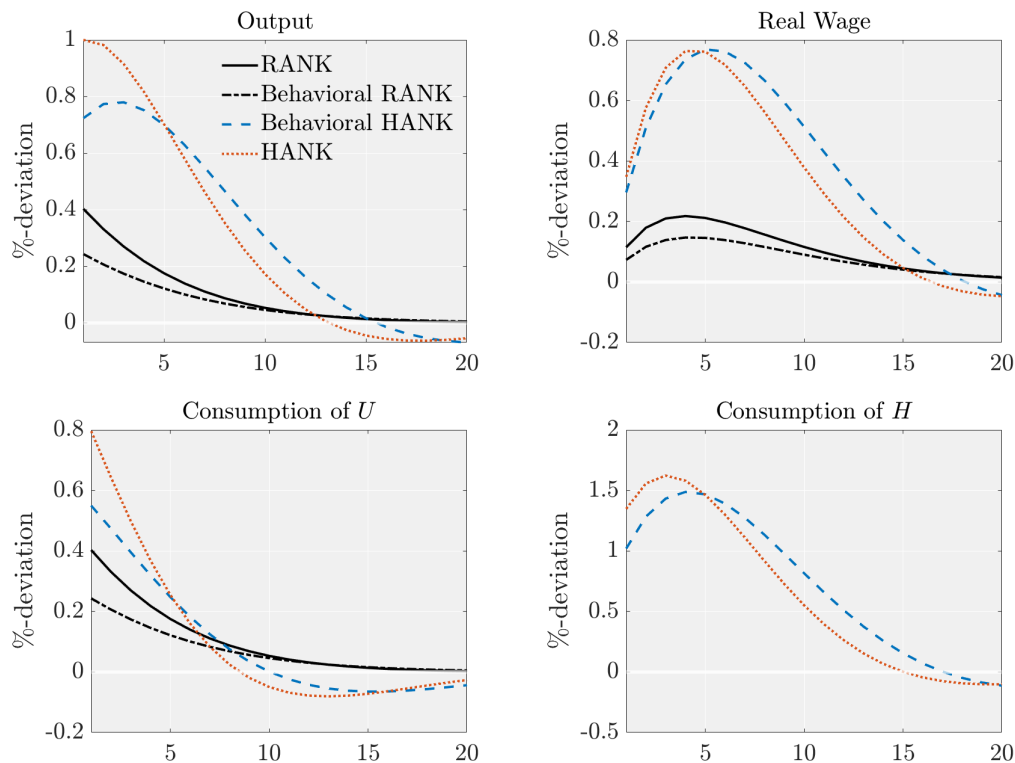 Output
1
0.8
0.6
0.4
0.2
0
%-deviation
5 10 15 20
RANK
Behavioral RANK
Behavioral HANK
HANK
Real Wage
0.8
0.6
0.4
0.2
0
-0.2
%-deviation
5 10 15 20
Consumption of U
0.8
0.6
0.4
0.2
0
-0.2
%-deviation
5 10 15 20
Consumption of H
2
1.5
1
0.5
0
-0.5
%-deviation
5 10 15 20